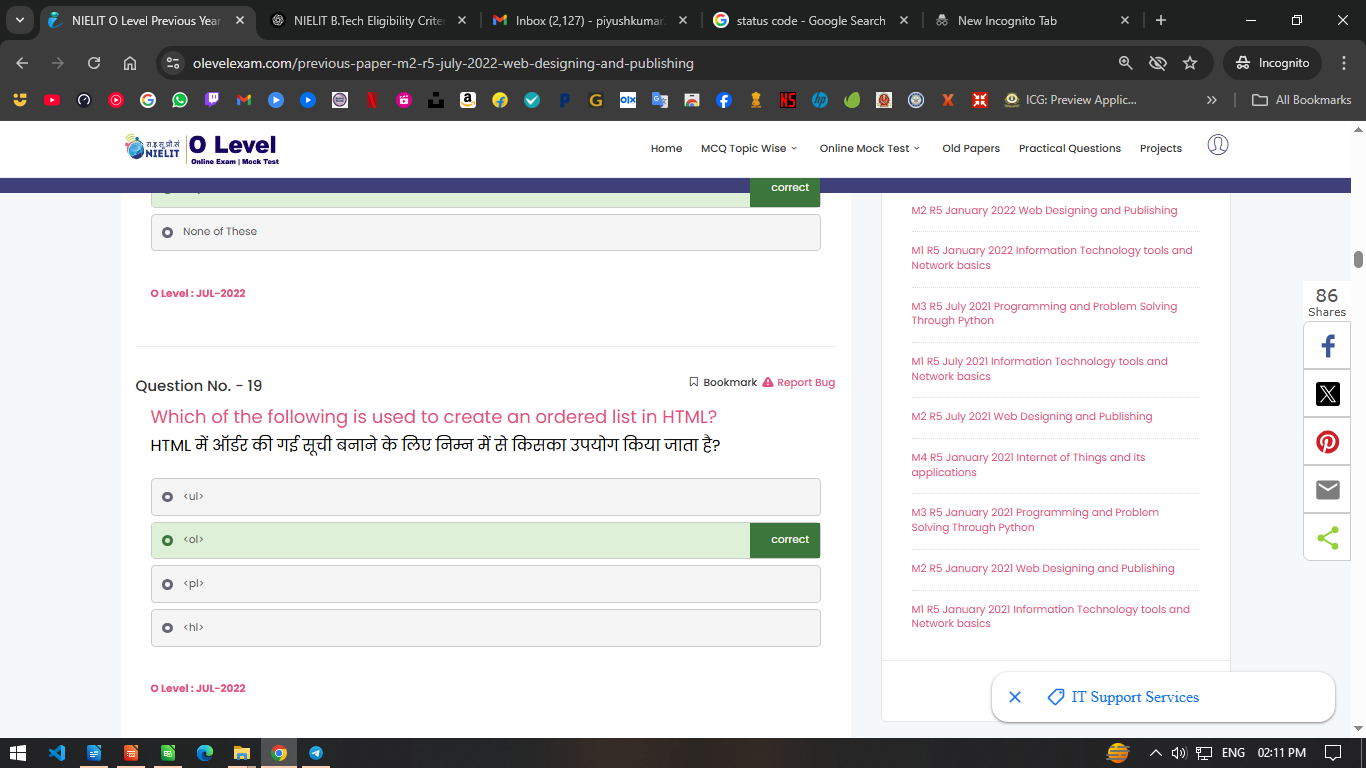 NIELIT O Level Previous Year
NIELIT B.Tech Eligibility Crite
Inbox (2,127) - piyushkumar
status code - Google Search
New Incognito Tab
olevelexam.com/previous-paper-m2-r5-july-2022-web-designing-and-publishing
Incognito
ICG: Preview Applic...
All Bookmarks
रा.इ.सू.प्रौ.सं
NIELIT
O Level
Online Exam | Mock Test
Home
MCQ Topic Wise
Online Mock Test
Old Papers
Practical Questions
Projects
correct
None of These
O Level : JUL-2022
Question No. - 19
Bookmark
Report Bug
Which of the following is used to create an ordered list in HTML?
HTML में ऑर्डर की गई सूची बनाने के लिए निम्न में से किसका उपयोग किया जाता है?
<ul>
<ol>
correct
<pl>
<hl>
O Level : JUL-2022
M2 R5 January 2022 Web Designing and Publishing
M1 R5 January 2022 Information Technology tools and
Network basics
M3 R5 July 2021 Programming and Problem Solving
Through Python
M1 R5 July 2021 Information Technology tools and
Network basics
M2 R5 July 2021 Web Designing and Publishing
M4 R5 January 2021 Internet of Things and its
applications
M3 R5 January 2021 Programming and Problem
Solving Through Python
M2 R5 January 2021 Web Designing and Publishing
M1 R5 January 2021 Information Technology tools and
Network basics
86
Shares
IT Support Services
ENG
02:11 PM